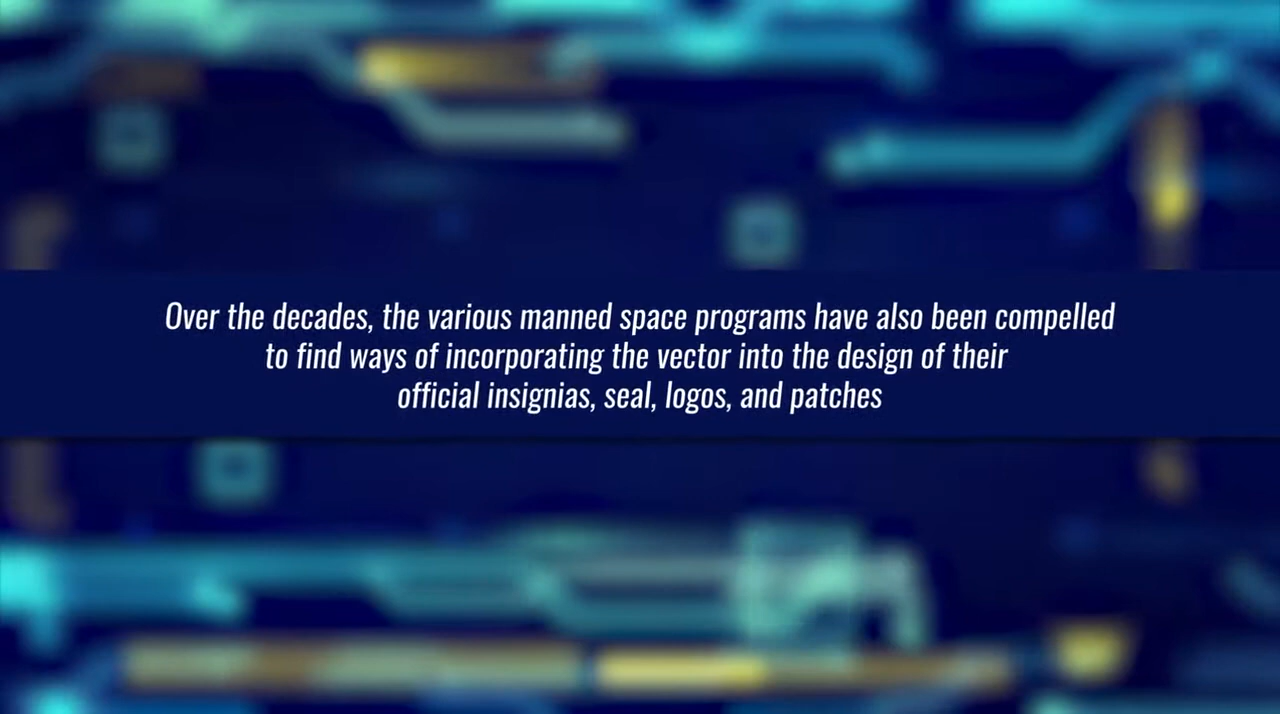 Over the decades, the various manned space programs have also been compelled
to find ways of incorporating the vector into the design of their
official insignias, seal, logos, and patches